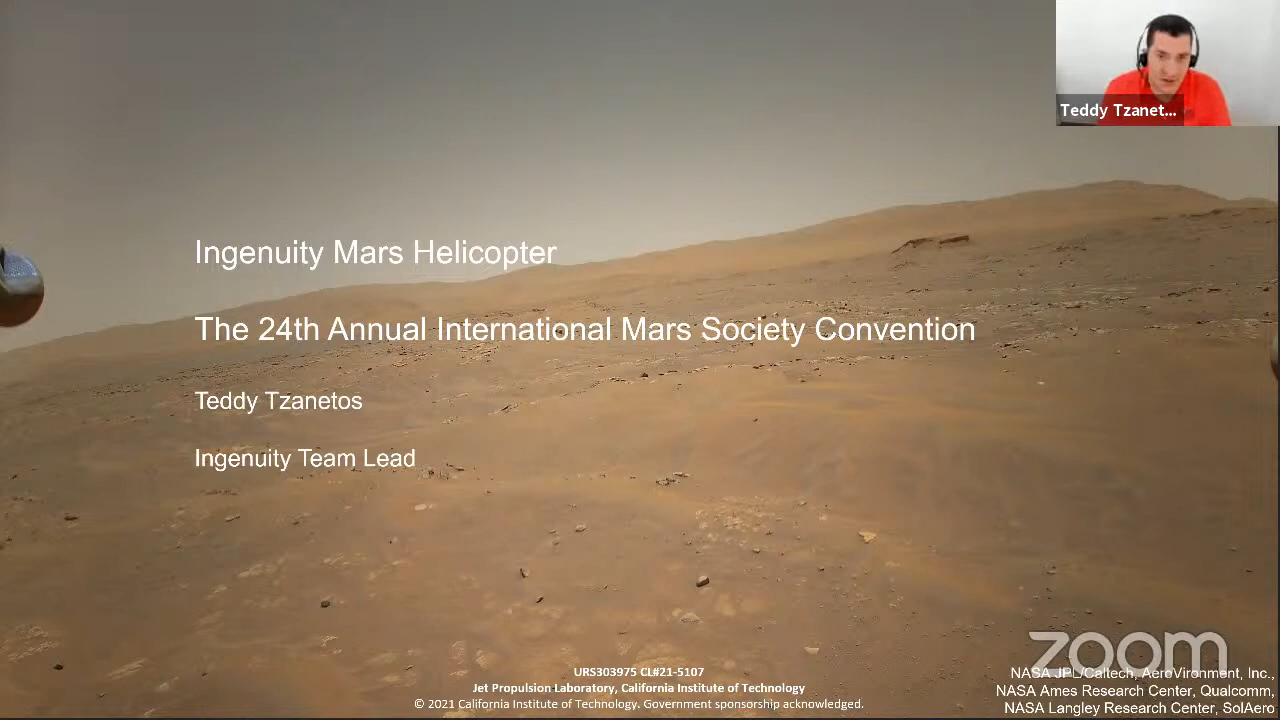 Teddy Tzanet...
Ingenuity Mars Helicopter
The 24th Annual International Mars Society Convention
Teddy Tzanetos
Ingenuity Team Lead
zoom
URS303975 CL#21-5107
Jet Propulsion Laboratory, California Institute of Technology
© 2021 California Institute of Technology. Government sponsorship acknowledged.
NASA JPL/Caltech, AeroVironment, Inc.,
NASA Ames Research Center, Qualcomm,
NASA Langley Research Center, SolAero